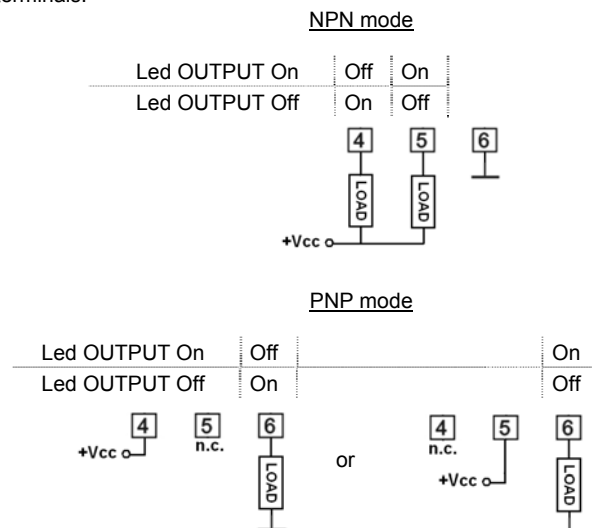 terminals.
NPN mode
Led OUTPUT On Off On
Led OUTPUT Off On Off
4 5 6
LOAD LOAD
+Vcc
PNP mode
Led OUTPUT On Off On
Led OUTPUT Off On Off
4 5 6 4 5 6
+Vcc n.c. LOAD or n.c. +Vcc LOAD